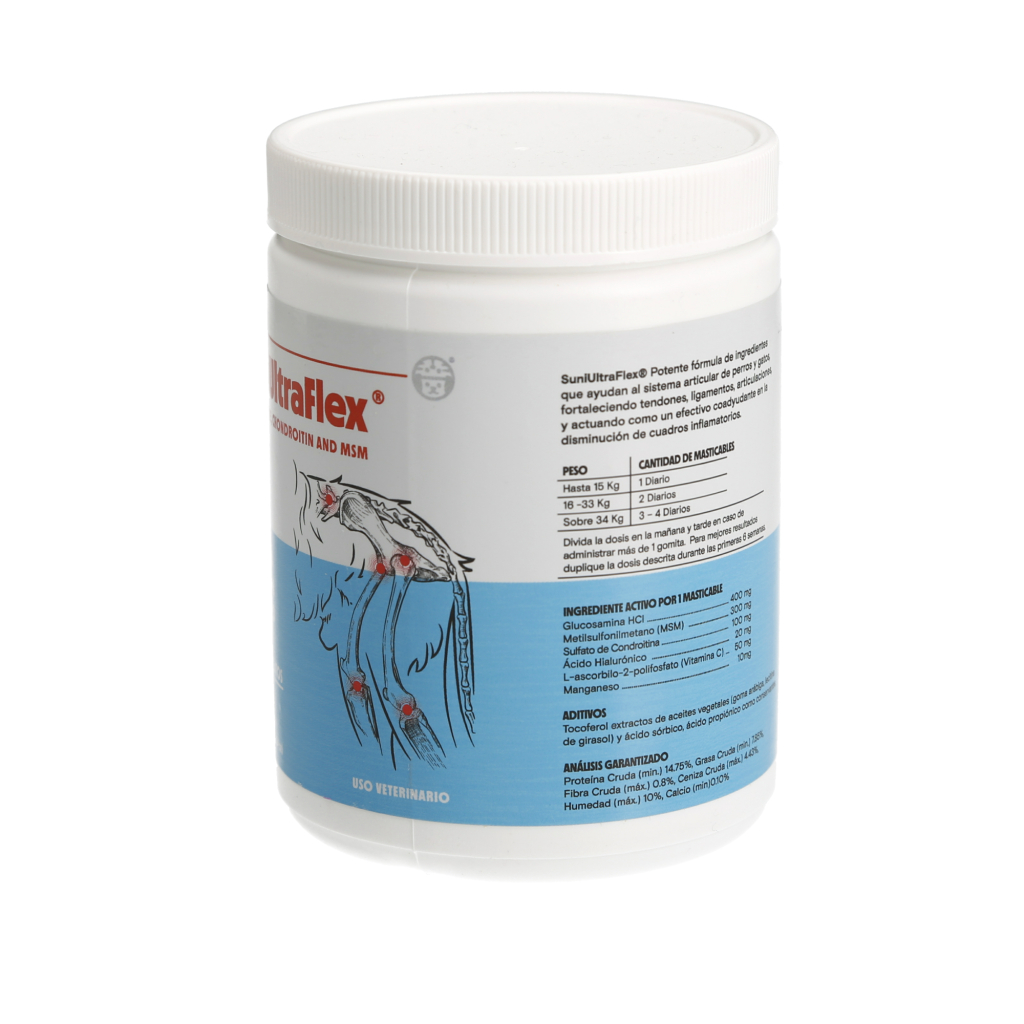 UltraFlex®
CHONDROITIN AND MSM
USO VETERINARIO
SuniUltraFlex® Potente fórmula de ingredientes
que ayudan al sistema articular de perros y gatos,
fortaleciendo tendones, ligamentos, articulaciones,
y actuando como un efectivo coadyudante en la
disminución de cuadros inflamatorios.
PESO CANTIDAD DE MASTICABLES
Hasta 15 Kg 1 Diario
16 -33 Kg 2 Diarios
Sobre 34 Kg 3 – 4 Diarios
Divida la dosis en la mañana y tarde en caso de
administrar más de 1 gomita. Para mejores resultados
duplique la dosis descrita durante las primeras 6 semanas.
INGREDIENTE ACTIVO POR 1 MASTICABLE
Glucosamina HCl 400 mg
Metilsulfonilmetano (MSM) 300 mg
Sulfato de Condroitina 100 mg
Ácido Hialurónico 20 mg
L-ascorbilo-2-polifosfato (Vitamina C) 50 mg
Manganeso 10mg
ADITIVOS
Tocoferol extractos de aceites vegetales (goma arábiga, lecitina
de girasol) y ácido sórbico, ácido propiónico como
ANÁLISIS GARANTIZADO
Proteína Cruda (min.) 14.75%, Grasa Cruda (min.) 7.85%,
Fibra Cruda (máx.) 0.8%, Ceniza Cruda (máx.) 4.43%,
Humedad (máx.) 10%, Calcio (min)0.10%